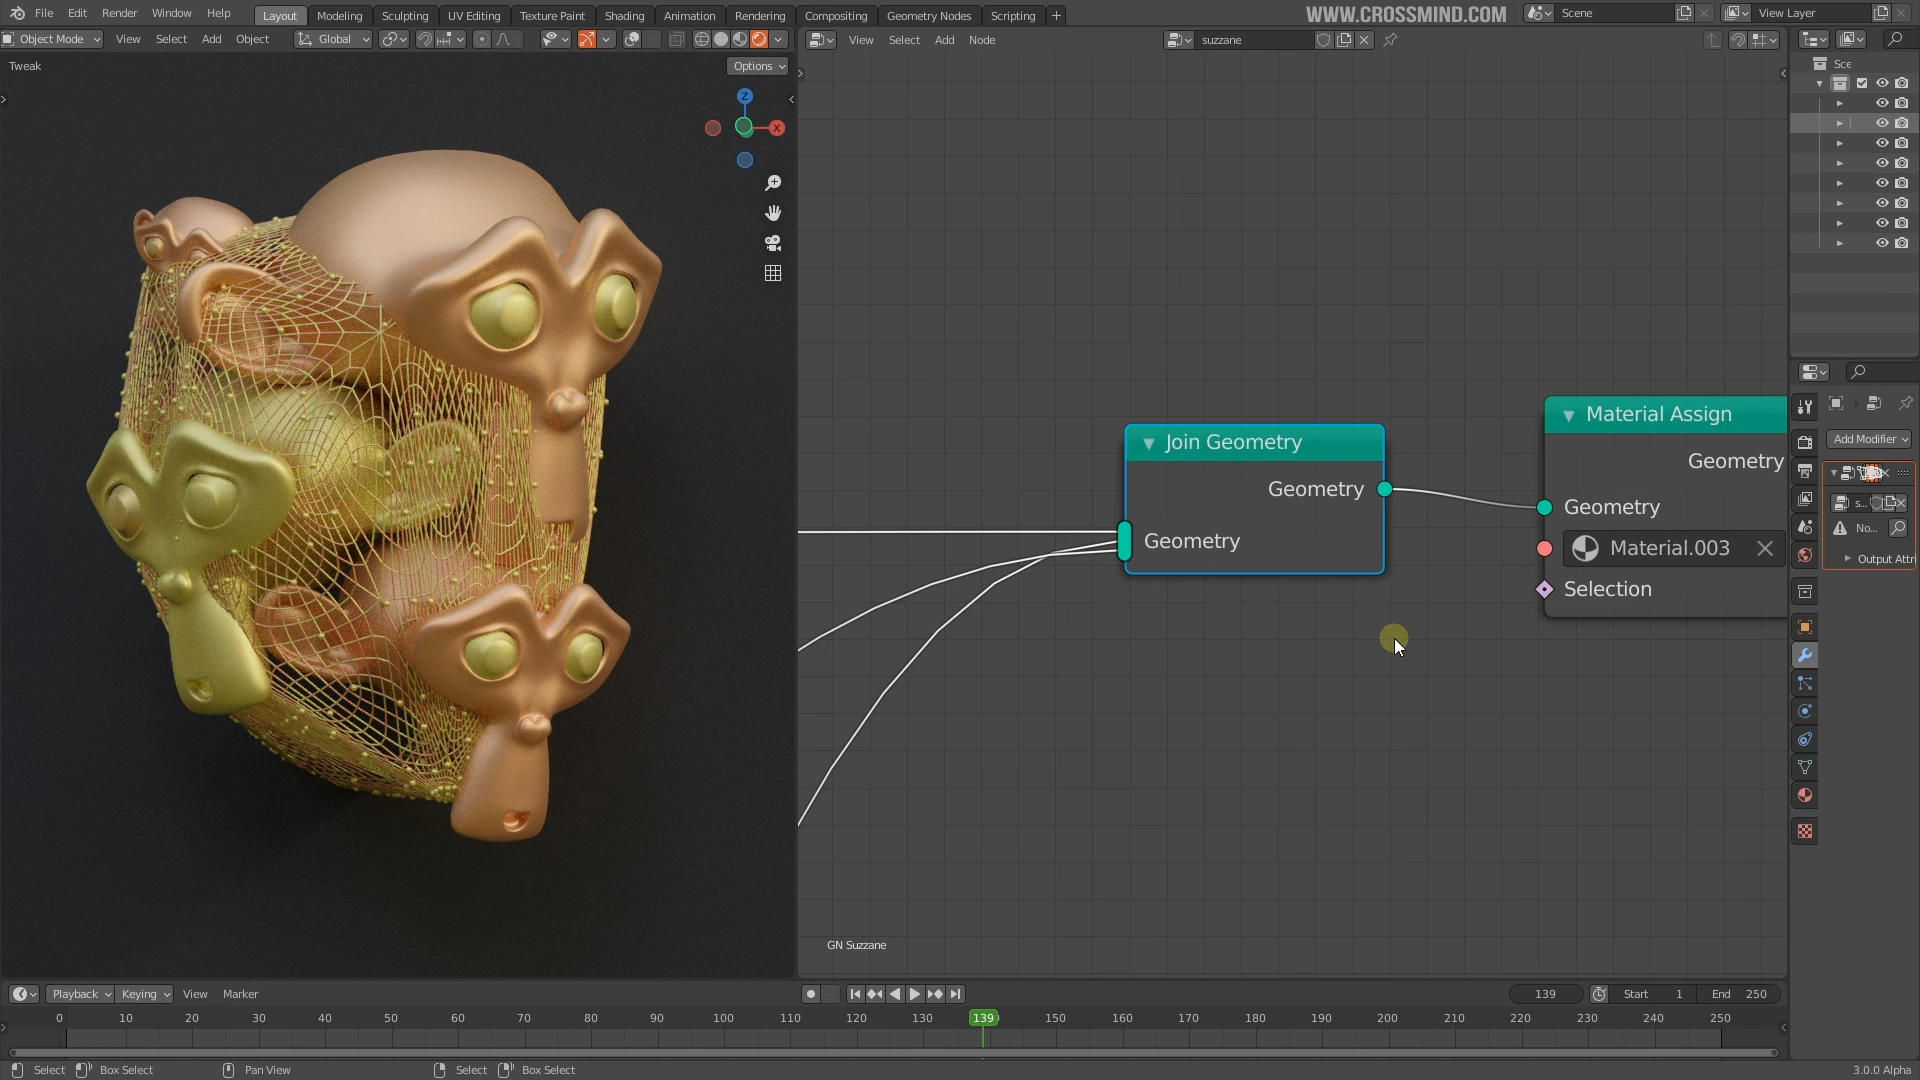 File Edit Render Window Help Layout Modeling Sculpting UV Editing Texture Paint Shading Animation Rendering Compositing Geometry Nodes Scripting + WWW.CROSSMIND.COM Scene View Layer
Object Mode View Select Add Object Global View Select Add Node suzzane
Tweak Options
Sce
Z
X
Add Modifier
s...
No...
Output Attri
Join Geometry
Geometry
Geometry
Material Assign
Geometry
Geometry
Material.003
Selection
GN Suzzane
Playback Keying View Marker 139 Start 1 End 250
0 10 20 30 40 50 60 70 80 90 100 110 120 130 139 150 160 170 180 190 200 210 220 230 240 250
Select Box Select Pan View Select Box Select 3.0.0 Alpha